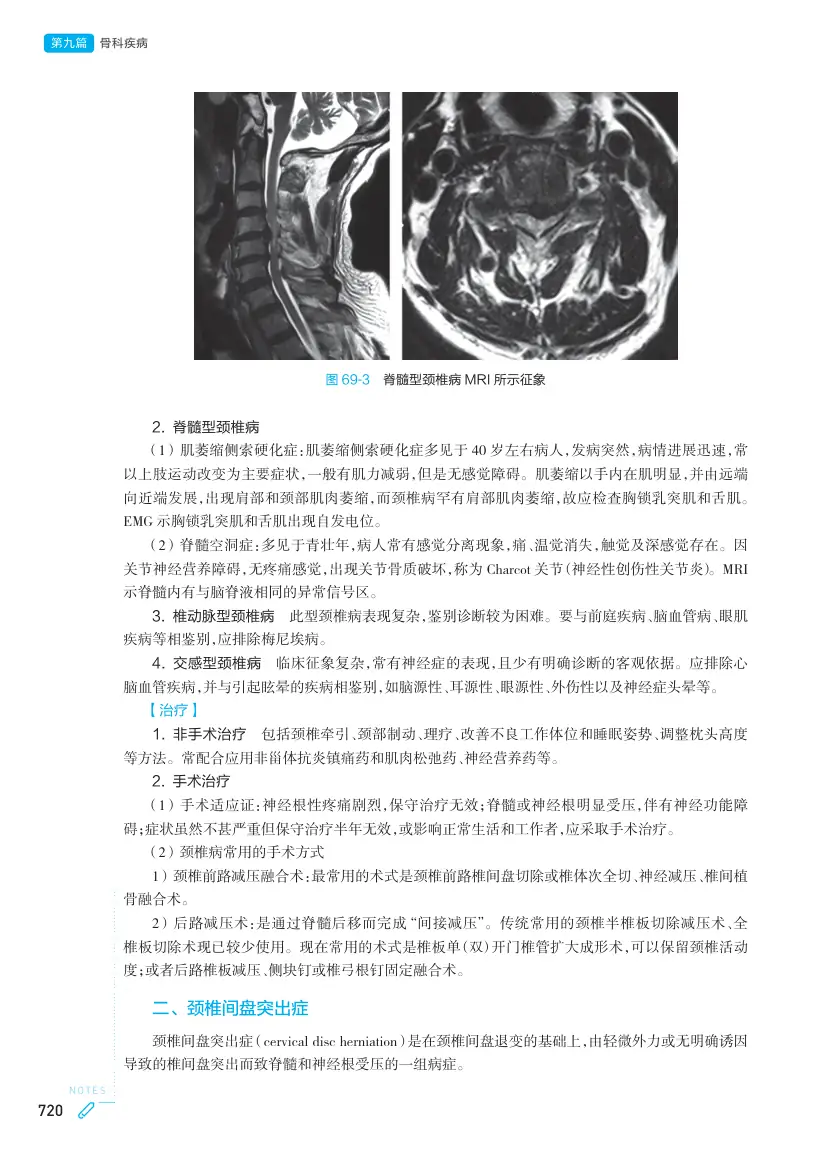 第九篇 骨科疾病
图 69-3 脊髓型颈椎病 MRI 所示征象
2. 脊髓型颈椎病
（1）肌萎缩侧索硬化症：肌萎缩侧索硬化症多见于 40 岁左右病人，发病突然，病情进展迅速，常
以上肢运动改变为主要症状，一般有肌力减弱，但是无感觉障碍。肌萎缩以手内在肌明显，并由远端
向近端发展，出现肩部和颈部肌肉萎缩，而颈椎病罕有肩部肌肉萎缩，故应检查胸锁乳突肌和舌肌。
EMG 示胸锁乳突肌和舌肌出现自发电位。
（2）脊髓空洞症：多见于青壮年，病人常有感觉分离现象，痛、温觉消失，触觉及深感觉存在。因
关节神经营养障碍，无疼痛感觉，出现关节骨质破坏，称为 Charcot 关节（神经性创伤性关节炎）。MRI
示脊髓内有与脑脊液相同的异常信号区。
3. 椎动脉型颈椎病 此型颈椎病表现复杂，鉴别诊断较为困难。要与前庭疾病、脑血管病、眼肌
疾病等相鉴别，应排除梅尼埃病。
4. 交感型颈椎病 临床征象复杂，常有神经症的表现，且少有明确诊断的客观依据。应排除心
脑血管疾病，并与引起眩晕的疾病相鉴别，如脑源性、耳源性、眼源性、外伤性以及神经症头晕等。
【治疗】
1. 非手术治疗 包括颈椎牵引、颈部制动、理疗、改善不良工作体位和睡眠姿势、调整枕头高度
等方法。常配合应用非甾体抗炎镇痛药和肌肉松弛药、神经营养药等。
2. 手术治疗
（1）手术适应证：神经根性疼痛剧烈，保守治疗无效；脊髓或神经根明显受压，伴有神经功能障
碍；症状虽然不甚严重但保守治疗半年无效，或影响正常生活和工作者，应采取手术治疗。
（2）颈椎病常用的手术方式
1）颈椎前路减压融合术：最常用的术式是颈椎前路椎间盘切除或椎体次全切、神经减压、椎间植
骨融合术。
2）后路减压术：是通过脊髓后移而完成“间接减压”。传统常用的颈椎半椎板切除减压术、全
椎板切除术现已较少使用。现在常用的术式是椎板单（双）开门椎管扩大成形术，可以保留颈椎活动
度；或者后路椎板减压、侧块钉或椎弓根钉固定融合术。
二、颈椎间盘突出症
颈椎间盘突出症（cervical disc herniation）是在颈椎间盘退变的基础上，由轻微外力或无明确诱因
导致的椎间盘突出而致脊髓和神经根受压的一组病症。
NOTES
720